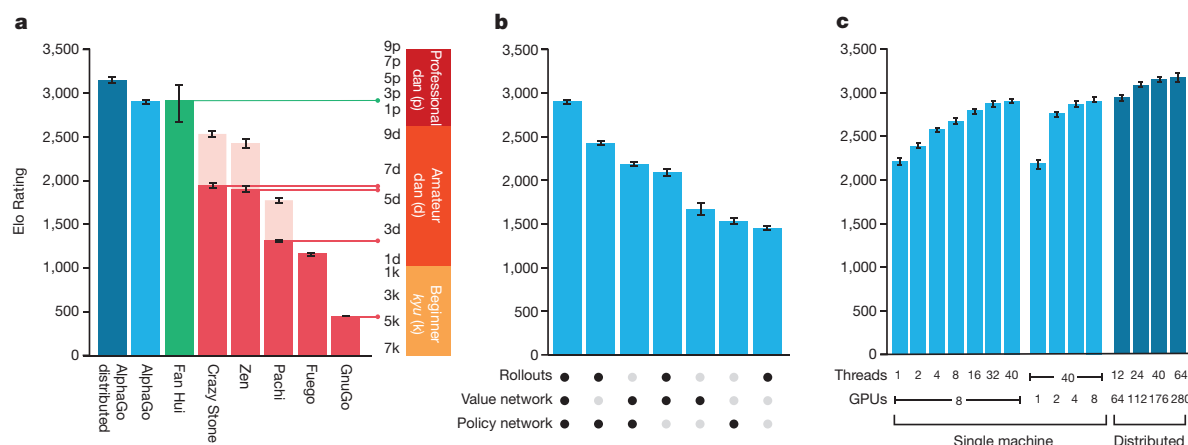 a
Elo Rating
3,500
3,000
2,500
2,000
1,500
1,000
500
0
AlphaGo
distributed
AlphaGo
Fan Hui
Crazy Stone
Zen
Pachi
Fuego
GnuGo
9p
7p
5p
3p
1p
9d
7d
5d
3d
1d
1k
3k
5k
7k
Professional
dan (p)
Amateur
dan (d)
Beginner
kyu (k)
b
3,500
3,000
2,500
2,000
1,500
1,000
500
0
Rollouts
Value network
Policy network
c
3,500
3,000
2,500
2,000
1,500
1,000
500
0
Threads 1 2 4 8 16 32 40 40 12 24 40 64
GPUs 8 1 2 4 8 64 112 176 280
Single machine Distributed